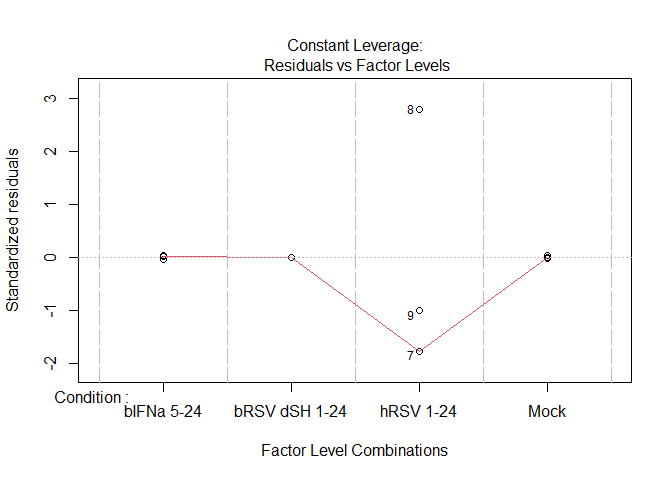 Constant Leverage:
Residuals vs Factor Levels
Standardized residuals
3
2
1
0
-1
-2
8
9
7
Condition :
bIFNa 5-24
bRSV dSH 1-24
hRSV 1-24
Mock
Factor Level Combinations